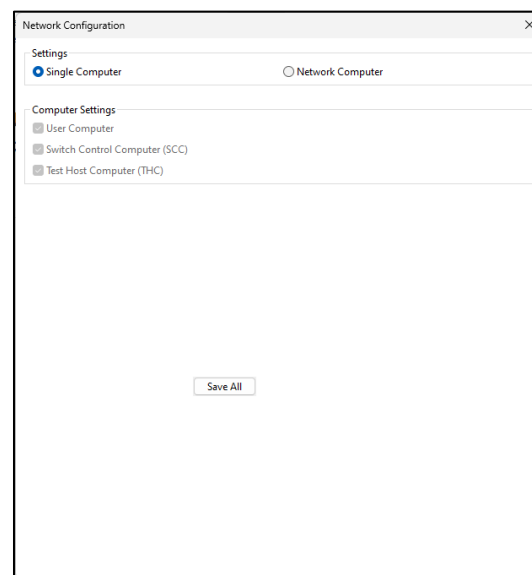 Network Configuration
Settings
Single Computer
Network Computer
Computer Settings
User Computer
Switch Control Computer (SCC)
Test Host Computer (THC)
Save All